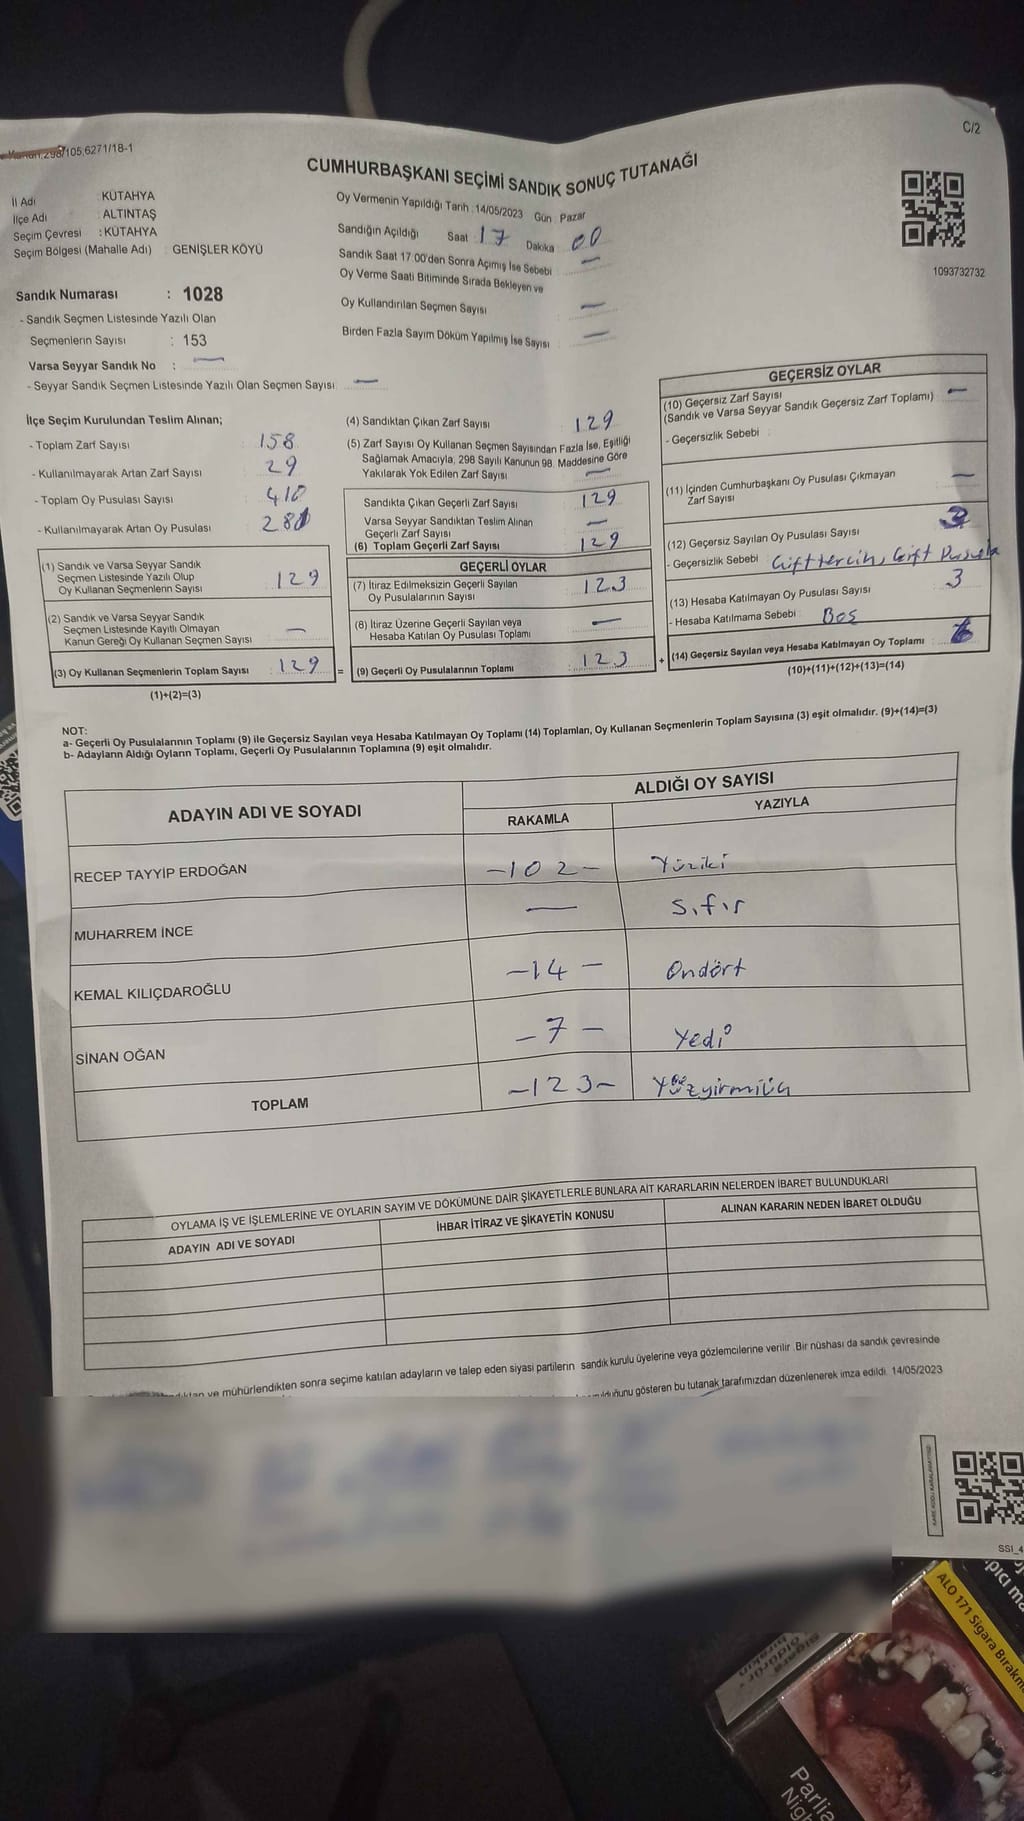 298/105,6271/18-1
C/2
CUMHURBAŞKANI SEÇİMİ SANDIK SONUÇ TUTANAĞI
İl Adı : KÜTAHYA
İlçe Adı : ALTINTAŞ
Seçim Çevresi : KÜTAHYA
Seçim Bölgesi (Mahalle Adı) : GENİŞLER KÖYÜ
Sandık Numarası : 1028
- Sandık Seçmen Listesinde Yazılı Olan
Seçmenlerin Sayısı : 153
Varsa Seyyar Sandık No : —
- Seyyar Sandık Seçmen Listesinde Yazılı Olan Seçmen Sayısı : —
Oy Vermenin Yapıldığı Tarih : 14/05/2023 Gün : Pazar
Sandığın Açıldığı Saat 17 Dakika 00
Sandık Saat 17.00'den Sonra Açımış İse Sebebi —
Oy Verme Saati Bitiminde Sırada Bekleyen ve
Oy Kullandırılan Seçmen Sayısı —
Birden Fazla Sayım Döküm Yapılmış İse Sayısı —
1093732732
İlçe Seçim Kurulundan Teslim Alınan;
- Toplam Zarf Sayısı 158
- Kullanılmayarak Artan Zarf Sayısı 29
- Toplam Oy Pusulası Sayısı 410
- Kullanılmayarak Artan Oy Pusulası 281
(1) Sandık ve Varsa Seyyar Sandık
Seçmen Listesinde Yazılı Olup
Oy Kullanan Seçmenlerin Sayısı 129
(2) Sandık ve Varsa Seyyar Sandık
Seçmen Listesinde Kayıtlı Olmayan
Kanun Gereği Oy Kullanan Seçmen Sayısı —
(3) Oy Kullanan Seçmenlerin Toplam Sayısı : 129 =
(1)+(2)=(3)
(4) Sandıktan Çıkan Zarf Sayısı 129
(5) Zarf Sayısı Oy Kullanan Seçmen Sayısından Fazla İse, Eşitliği
Sağlamak Amacıyla, 298 Sayılı Kanunun 98. Maddesine Göre
Yakılarak Yok Edilen Zarf Sayısı —
Sandıkta Çıkan Geçerli Zarf Sayısı 129
Varsa Seyyar Sandıktan Teslim Alınan
Geçerli Zarf Sayısı —
(6) Toplam Geçerli Zarf Sayısı 129
GEÇERLİ OYLAR
(7) İtiraz Edilmeksizin Geçerli Sayılan
Oy Pusulalarının Sayısı 123
(8) İtiraz Üzerine Geçerli Sayılan veya
Hesaba Katılan Oy Pusulası Toplamı —
(9) Geçerli Oy Pusulalarının Toplamı : 123 +
GEÇERSİZ OYLAR
(10) Geçersiz Zarf Sayısı —
(Sandık ve Varsa Seyyar Sandık Geçersiz Zarf Toplamı)
- Geçersizlik Sebebi :
(11) İçinden Cumhurbaşkanı Oy Pusulası Çıkmayan
Zarf Sayısı —
(12) Geçersiz Sayılan Oy Pusulası Sayısı 3
- Geçersizlik Sebebi : Çift tercih, Çift Pusula
(13) Hesaba Katılmayan Oy Pusulası Sayısı 3
- Hesaba Katılmama Sebebi : Boş
(14) Geçersiz Sayılan veya Hesaba Katılmayan Oy Toplamı 6
(10)+(11)+(12)+(13)=(14)
NOT:
a- Geçerli Oy Pusulalarının Toplamı (9) ile Geçersiz Sayılan veya Hesaba Katılmayan Oy Toplamı (14) Toplamları, Oy Kullanan Seçmenlerin Toplam Sayısına (3) eşit olmalıdır. (9)+(14)=(3)
b- Adayların Aldığı Oyların Toplamı, Geçerli Oy Pusulalarının Toplamına (9) eşit olmalıdır.
ADAYIN ADI VE SOYADI
ALDIĞI OY SAYISI
RAKAMLA YAZIYLA
RECEP TAYYİP ERDOĞAN -102- Yüziki
MUHARREM İNCE — Sıfır
KEMAL KILIÇDAROĞLU -14- Ondört
SİNAN OĞAN -7- Yedi
TOPLAM -123- Yüzyirmiüç
OYLAMA İŞ VE İŞLEMLERİNE VE OYLARIN SAYIM VE DÖKÜMÜNE DAİR ŞİKAYETLERLE BUNLARA AİT KARARLARIN NELERDEN İBARET BULUNDUKLARI
ADAYIN ADI VE SOYADI İHBAR İTİRAZ VE ŞİKAYETİN KONUSU ALINAN KARARIN NEDEN İBARET OLDUĞU
ve mühürlendikten sonra seçime katılan adayların ve talep eden siyasi partilerin sandık kurulu üyelerine veya gözlemcilerine verilir. Bir nüshası da sandık çevresinde
gösteren bu tutanak tarafımızdan düzenlenerek imza edildi. 14/05/2023
SSI_4
ALO 171 Sigara Bırakm
Parlia
Nigh